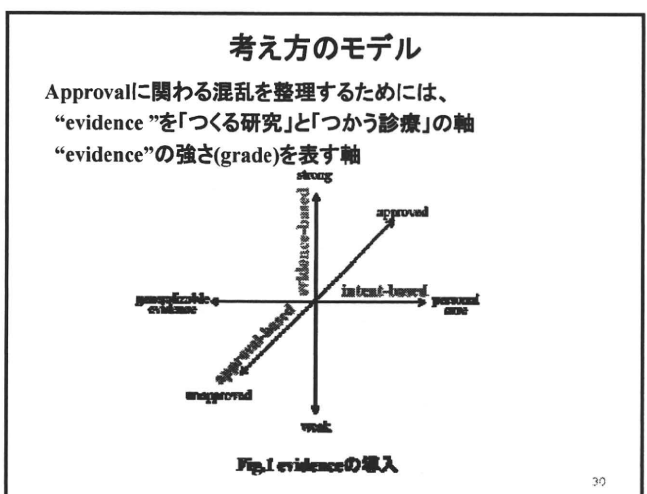 考え方のモデル
Approvalに関わる混乱を整理するためには、
“evidence ”を「つくる研究」と「つかう診療」の軸
“evidence”の強さ(grade)を表す軸
strong
evidence-based
approved
intent-based
generalizable
evidence
personal
care
approval-based
unapproved
weak
Fig.1 evidenceの導入
30